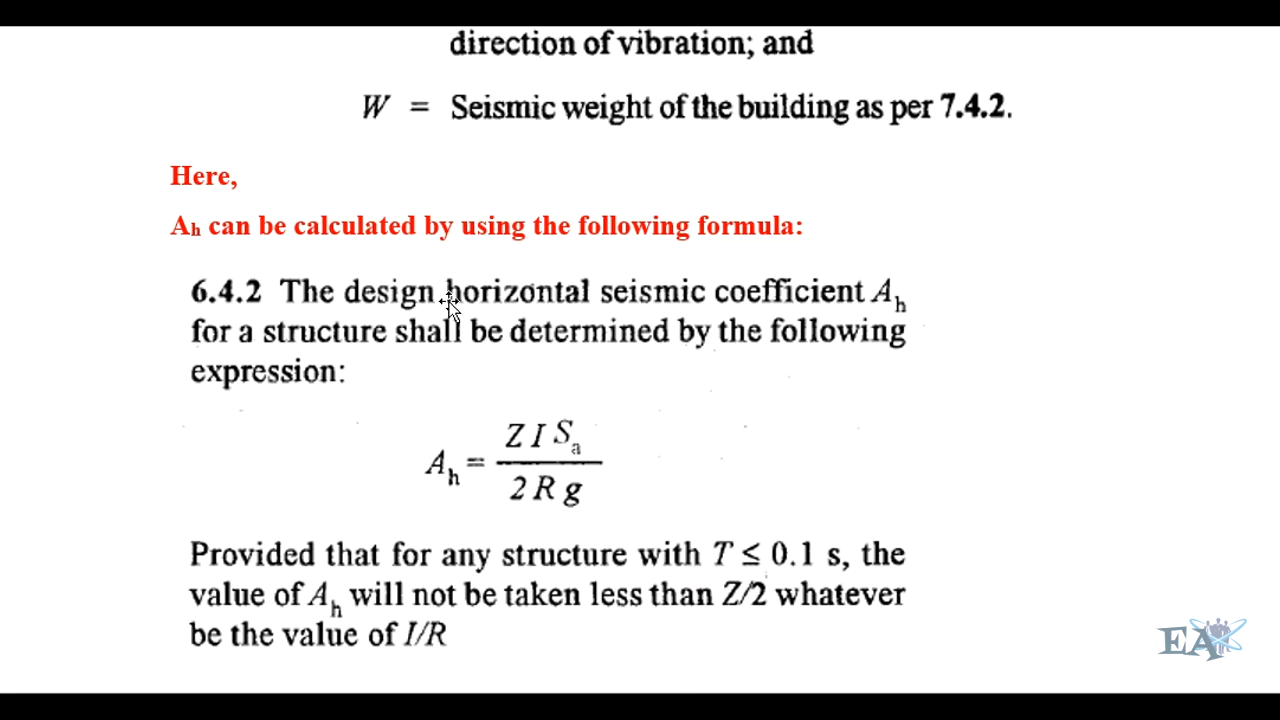 direction of vibration; and
W = Seismic weight of the building as per 7.4.2.
Here,
Ah can be calculated by using the following formula:
6.4.2 The design horizontal seismic coefficient Ah
for a structure shall be determined by the following
expression:
Ah = Z I Sa / 2 R g
Provided that for any structure with T ≤ 0.1 s, the
value of Ah will not be taken less than Z/2 whatever
be the value of I/R
EA